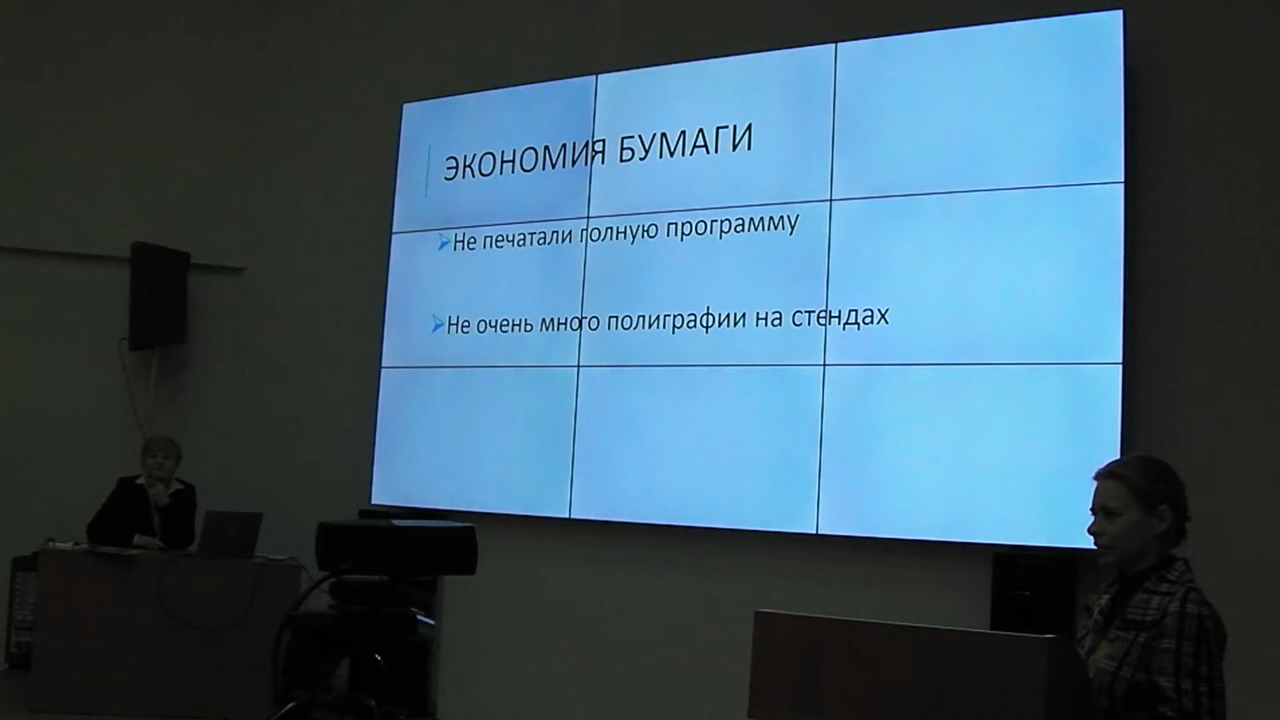 ЭКОНОМИЯ БУМАГИ
Не печатали полную программу
Не очень много полиграфии на стендах